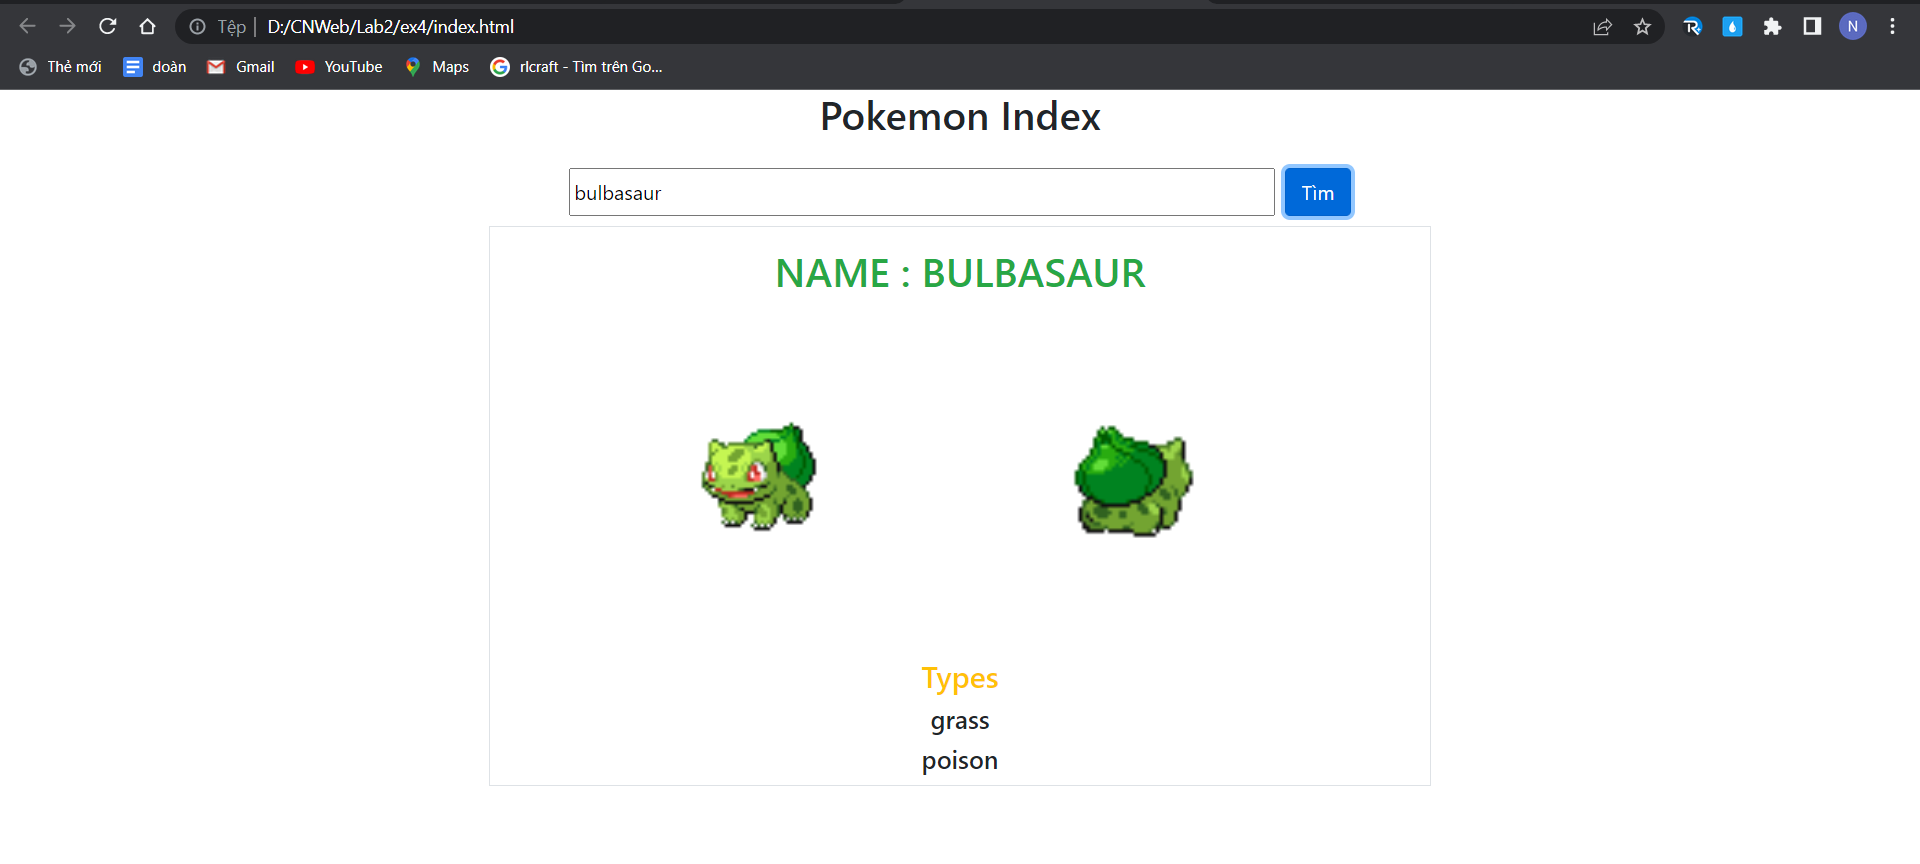 Tệp | D:/CNWeb/Lab2/ex4/index.html N
Thẻ mới doàn Gmail YouTube Maps rlcraft - Tìm trên Go...
Pokemon Index
bulbasaur Tìm
NAME : BULBASAUR
Types
grass
poison